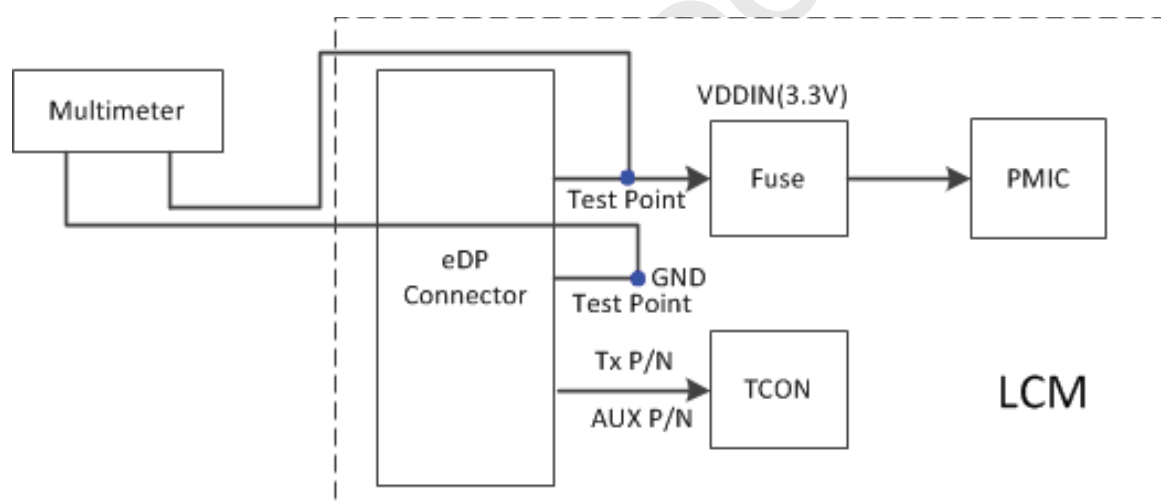 Multimeter
VDDIN(3.3V)
Fuse
PMIC
Test Point
eDP
Connector
GND
Test Point
Tx P/N
AUX P/N
TCON
LCM